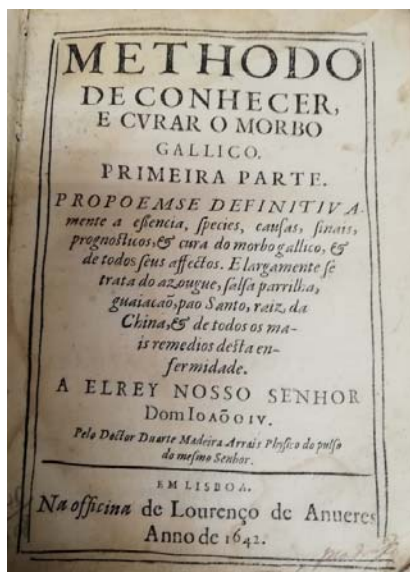 METHODO
DE CONHECER,
E CVRAR O MORBO
GALLICO.
PRIMEIRA PARTE.
PROPOEMSE DEFINITIVA-
mente a eſſencia, ſpecies, cauſas, ſinais,
prognoſticos, & cura do morbo gallico, &
de todos ſeus affectos. E largamente ſe
trata do azougue, ſalſa parrilha,
guaiacaõ, pao Santo, raiz, da
China, & de todos os ma-
is remedios deſta en-
fermidade.
A ELREY NOSSO SENHOR
Dom IOAÕ O IV.
Pelo Doctor Duarte Madeira Arrais Phyſico do pulſo
do meſmo Senhor.
EM LISBOA.
Na officina de Lourenço de Anueres
Anno de 1642.